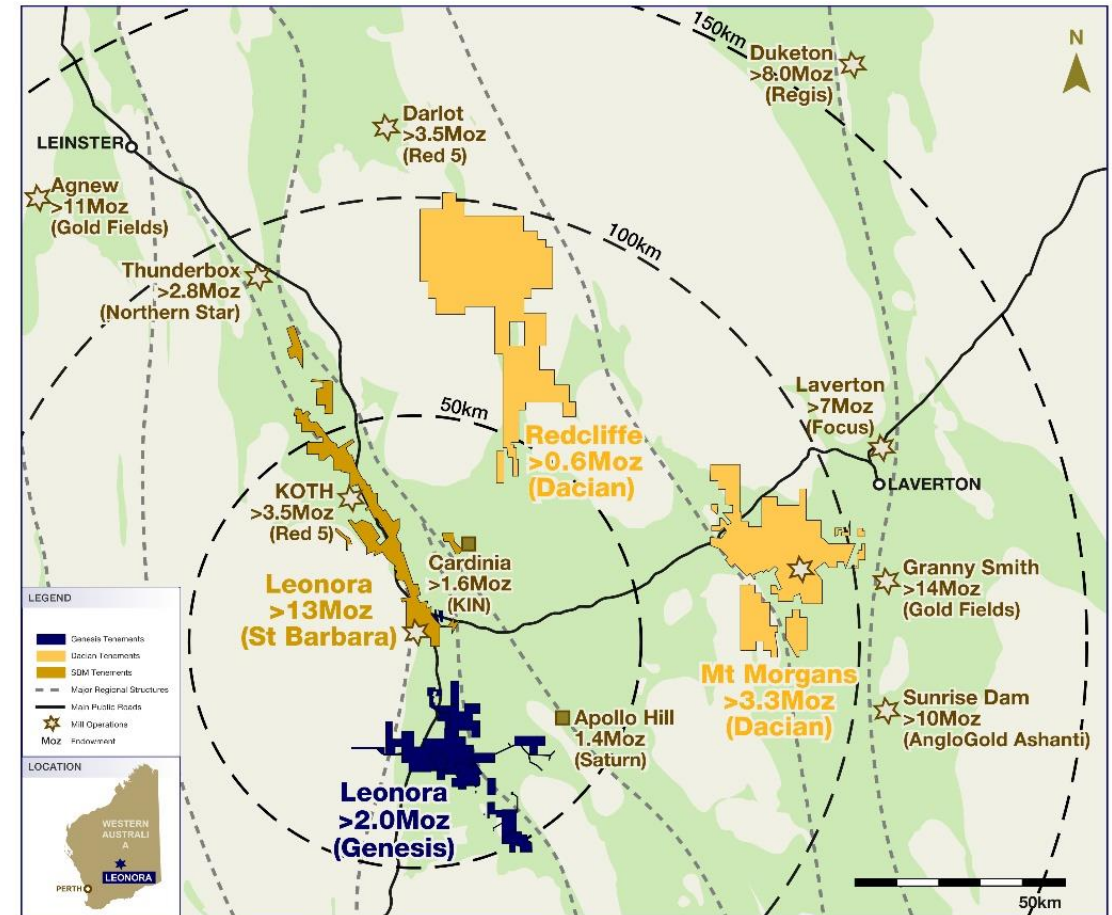 150km
N
Duketon
>8.0Moz
(Regis)
Darlot
>3.5Moz
(Red 5)
LEINSTER
Agnew
>11Moz
(Gold Fields)
100km
Thunderbox
>2.8Moz
(Northern Star)
Laverton
>7Moz
(Focus)
50km
Redcliffe
>0.6Moz
(Dacian)
LAVERTON
KOTH
>3.5Moz
(Red 5)
Cardinia
>1.6Moz
(KIN)
Granny Smith
>14Moz
(Gold Fields)
Leonora
>13Moz
(St Barbara)
Mt Morgans
>3.3Moz
(Dacian)
Sunrise Dam
>10Moz
(AngloGold Ashanti)
Apollo Hill
1.4Moz
(Saturn)
Leonora
>2.0Moz
(Genesis)
LEGEND
Genesis Tenements
Dacian Tenements
SBM Tenements
Major Regional Structures
Main Public Roads
Mill Operations
Moz Endowment
LOCATION
WESTERN
AUSTRALI
A
LEONORA
PERTH
50km